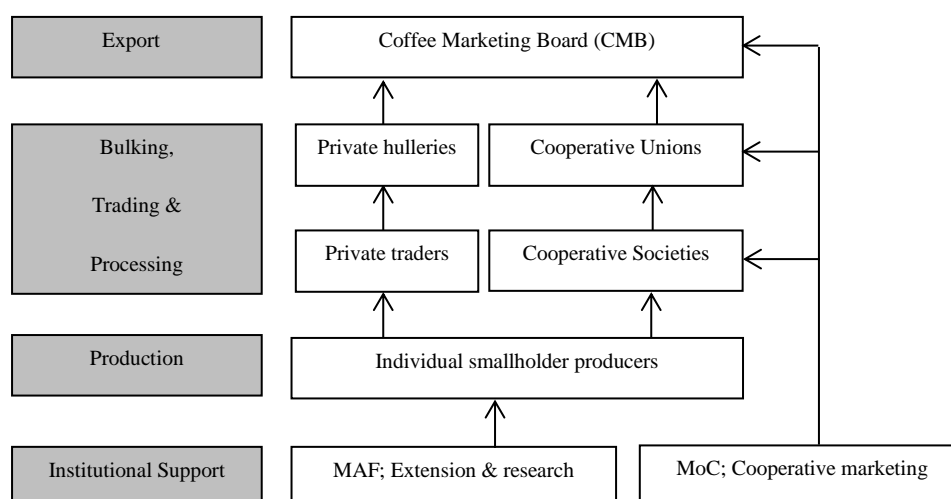 Export
Coffee Marketing Board (CMB)
Bulking,
Trading &
Processing
Private hulleries
Cooperative Unions
Private traders
Cooperative Societies
Production
Individual smallholder producers
Institutional Support
MAF; Extension & research
MoC; Cooperative marketing